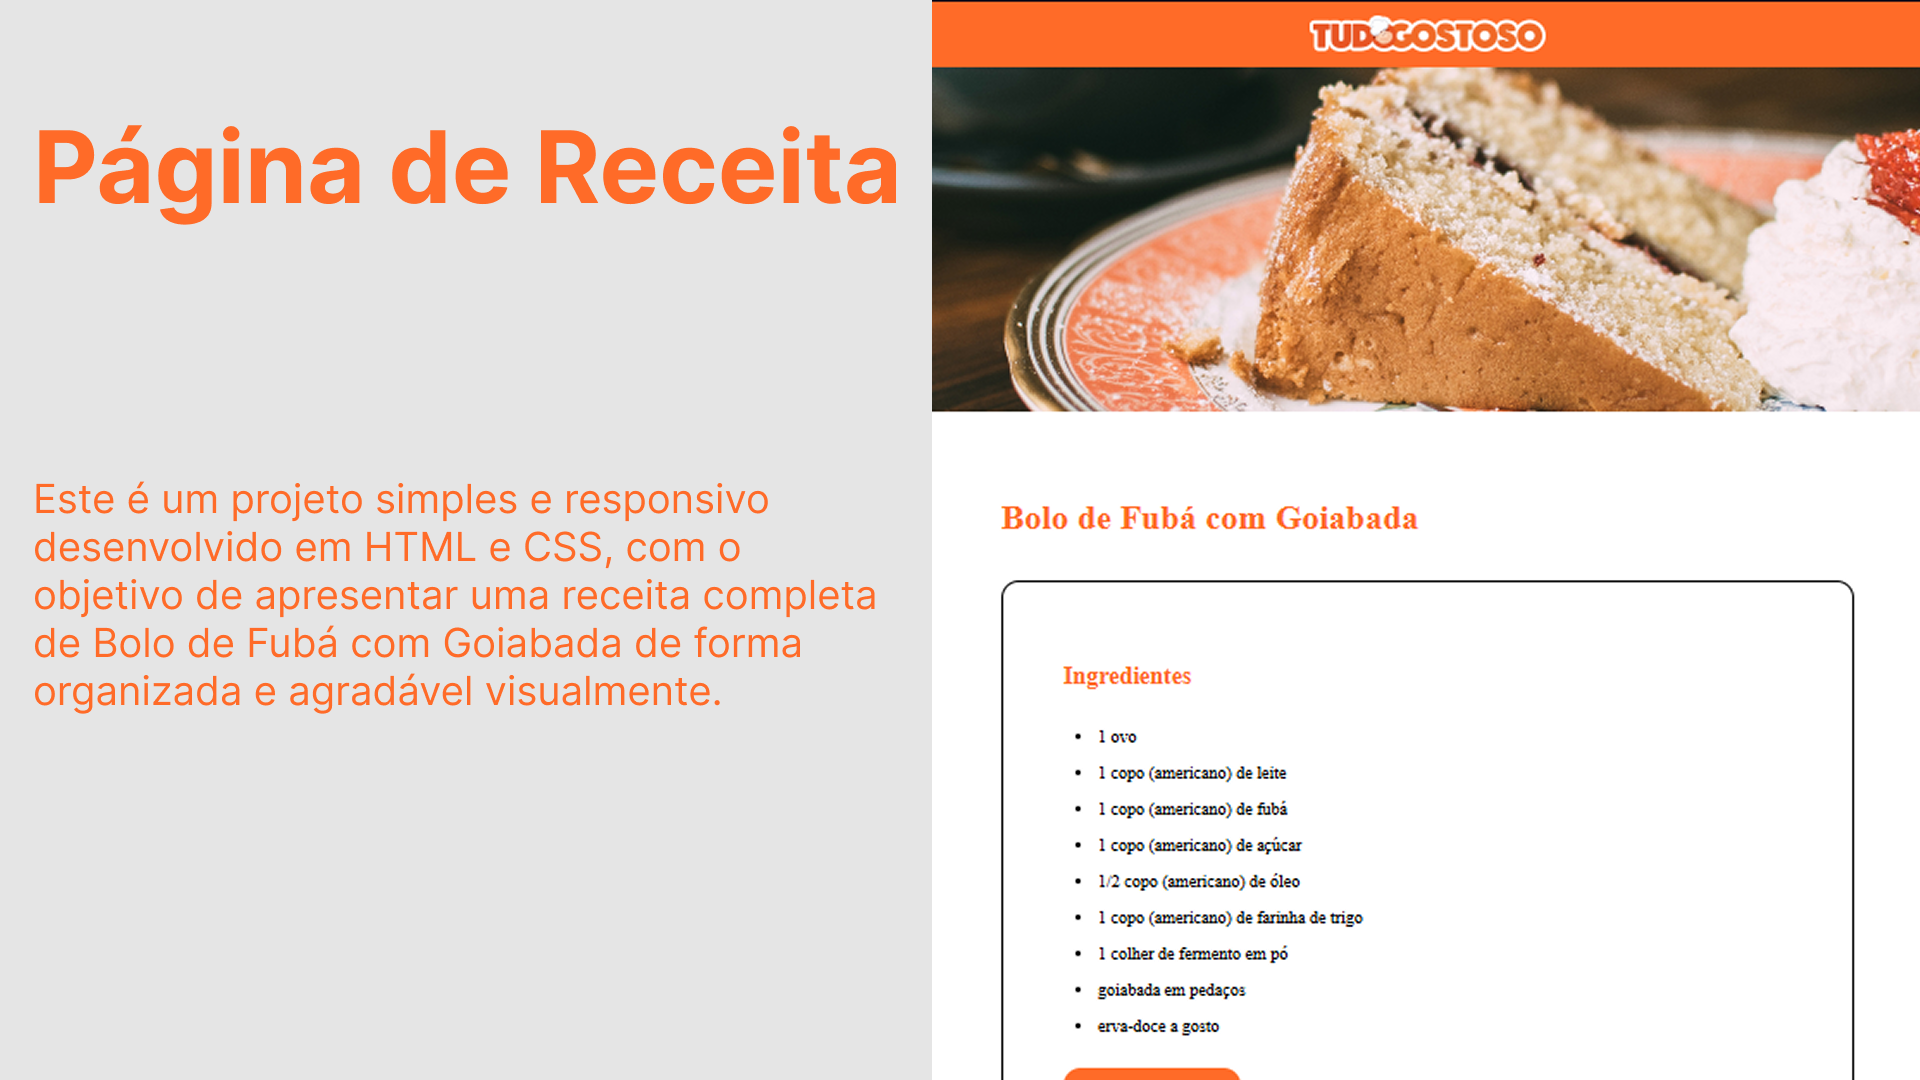 Página de Receita
Este é um projeto simples e responsivo
desenvolvido em HTML e CSS, com o
objetivo de apresentar uma receita completa
de Bolo de Fubá com Goiabada de forma
organizada e agradável visualmente.
TUDOGOSTOSO
Bolo de Fubá com Goiabada
Ingredientes
1 ovo
1 copo (americano) de leite
1 copo (americano) de fubá
1 copo (americano) de açúcar
1/2 copo (americano) de óleo
1 copo (americano) de farinha de trigo
1 colher de fermento em pó
goiabada em pedaços
erva-doce a gosto